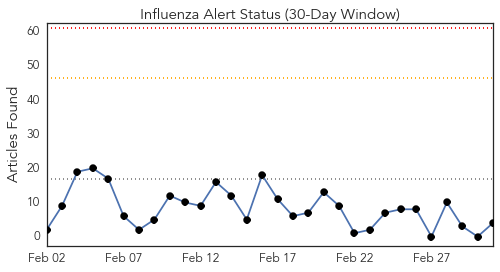 Influenza Alert Status (30-Day Window)
60
50
40
30
20
10
0
Articles Found
Feb 02
Feb 07
Feb 12
Feb 17
Feb 22
Feb 27